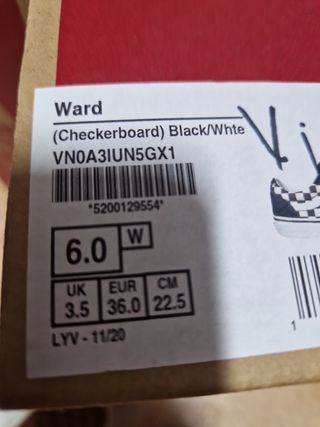 Ward
(Checkerboard) Black/Whte
VN0A3IUN5GX1
*5200129554*
6.0 W
UK EUR CM
3.5 36.0 22.5
LYV - 11/20
1